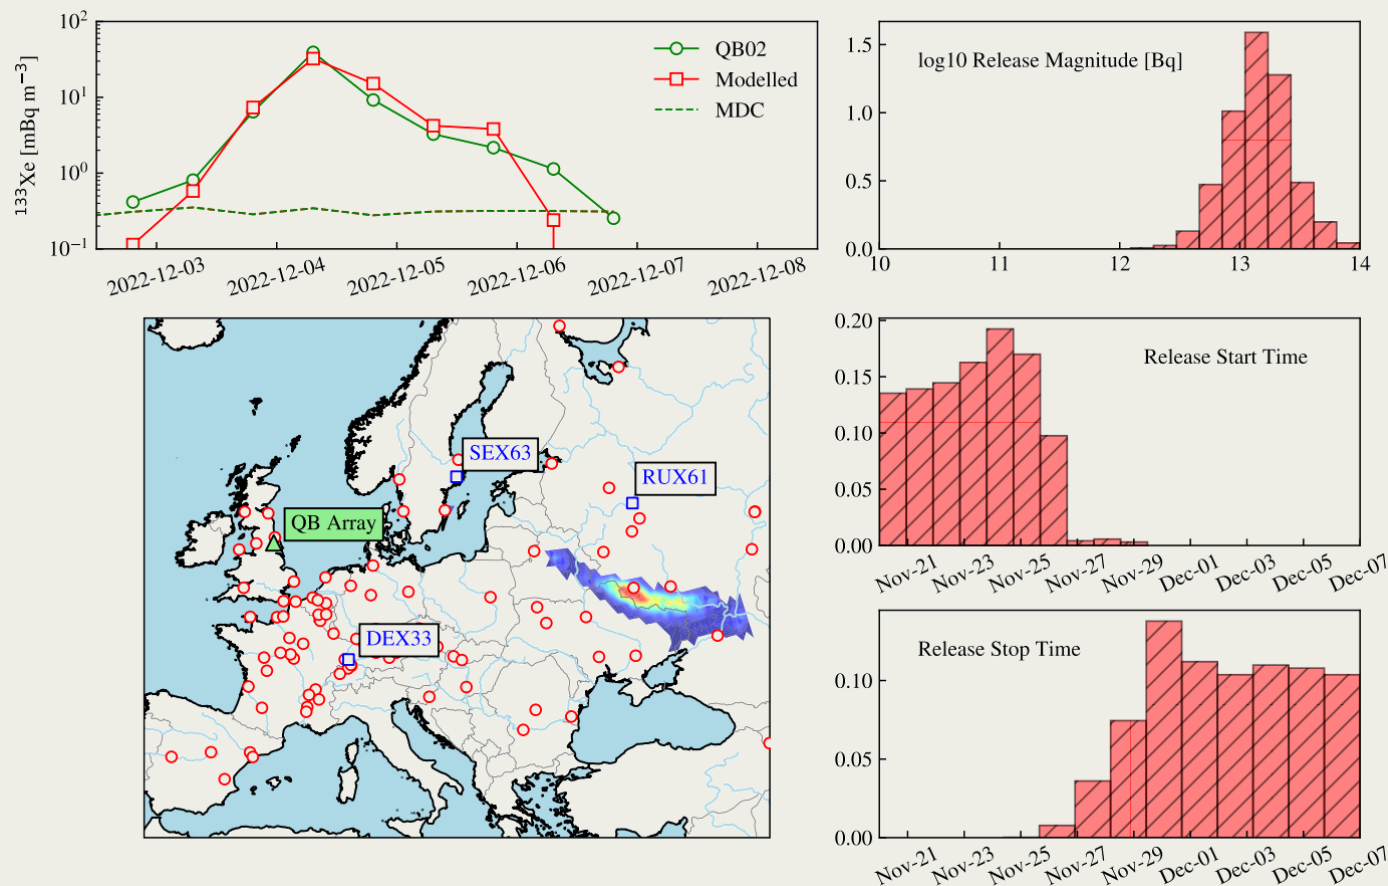 10²
10¹
10⁰
10⁻¹
¹³³Xe [mBq m⁻³]
QB02
Modelled
MDC
2022-12-03
2022-12-04
2022-12-05
2022-12-06
2022-12-07
2022-12-08
log10 Release Magnitude [Bq]
1.5
1.0
0.5
0.0
10 11 12 13 14
SEX63
RUX61
QB Array
DEX33
Release Start Time
0.20
0.15
0.10
0.05
0.00
Nov-21
Nov-23
Nov-25
Nov-27
Nov-29
Dec-01
Dec-03
Dec-05
Dec-07
Release Stop Time
0.10
0.05
0.00
Nov-21
Nov-23
Nov-25
Nov-27
Nov-29
Dec-01
Dec-03
Dec-05
Dec-07